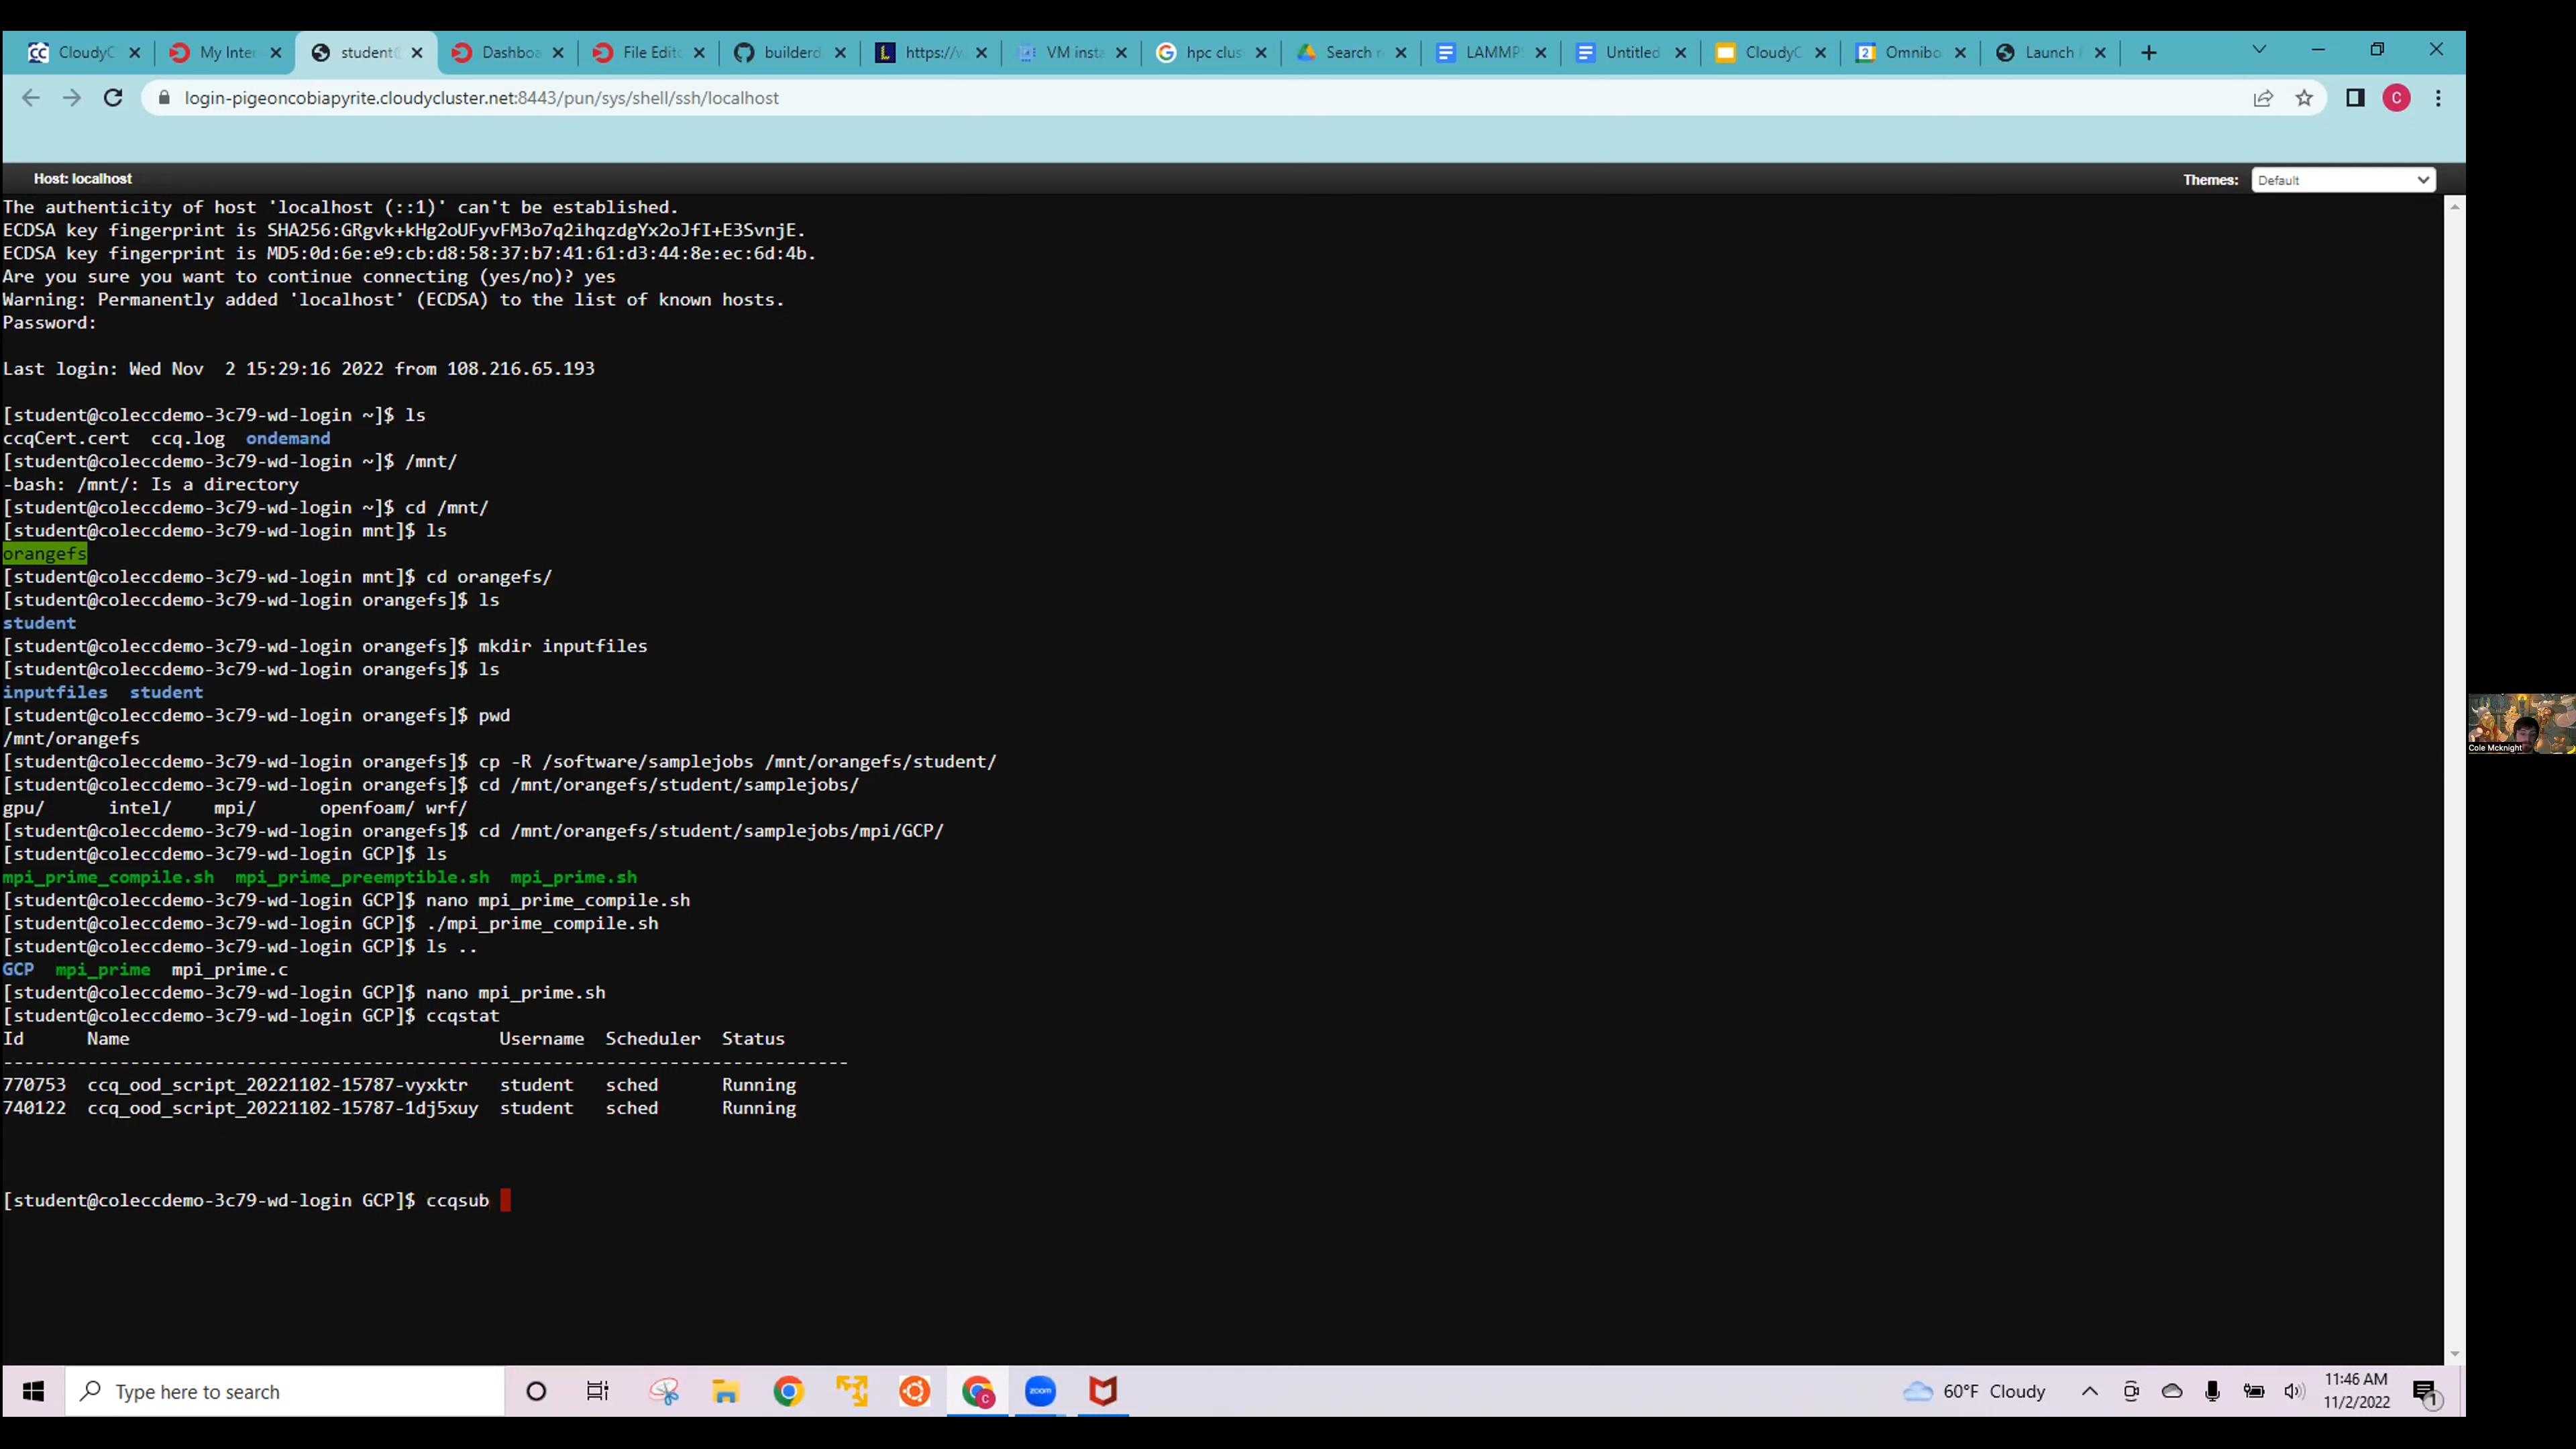 CloudyC
My Inter
student@
Dashboa
File Edito
builderd
https://w
VM insta
hpc clus
Search r
LAMMP
Untitled
CloudyC
Omnibo
Launch
login-pigeoncobiapyrite.cloudycluster.net:8443/pun/sys/shell/ssh/localhost
C
Host: localhost
Themes: Default
The authenticity of host 'localhost (::1)' can't be established.
ECDSA key fingerprint is SHA256:GRgvk+kHg2oUFyvFM3o7q2ihqzdgYx2oJfI+E3SvnjE.
ECDSA key fingerprint is MD5:0d:6e:e9:cb:d8:58:37:b7:41:61:d3:44:8e:ec:6d:4b.
Are you sure you want to continue connecting (yes/no)? yes
Warning: Permanently added 'localhost' (ECDSA) to the list of known hosts.
Password:
Last login: Wed Nov  2 15:29:16 2022 from 108.216.65.193
[student@coleccdemo-3c79-wd-login ~]$ ls
ccqCert.cert  ccq.log  ondemand
[student@coleccdemo-3c79-wd-login ~]$ /mnt/
-bash: /mnt/: Is a directory
[student@coleccdemo-3c79-wd-login ~]$ cd /mnt/
[student@coleccdemo-3c79-wd-login mnt]$ ls
orangefs
[student@coleccdemo-3c79-wd-login mnt]$ cd orangefs/
[student@coleccdemo-3c79-wd-login orangefs]$ ls
student
[student@coleccdemo-3c79-wd-login orangefs]$ mkdir inputfiles
[student@coleccdemo-3c79-wd-login orangefs]$ ls
inputfiles  student
[student@coleccdemo-3c79-wd-login orangefs]$ pwd
/mnt/orangefs
[student@coleccdemo-3c79-wd-login orangefs]$ cp -R /software/samplejobs /mnt/orangefs/student/
[student@coleccdemo-3c79-wd-login orangefs]$ cd /mnt/orangefs/student/samplejobs/
gpu/      intel/    mpi/      openfoam/ wrf/
[student@coleccdemo-3c79-wd-login orangefs]$ cd /mnt/orangefs/student/samplejobs/mpi/GCP/
[student@coleccdemo-3c79-wd-login GCP]$ ls
mpi_prime_compile.sh  mpi_prime_preemptible.sh  mpi_prime.sh
[student@coleccdemo-3c79-wd-login GCP]$ nano mpi_prime_compile.sh
[student@coleccdemo-3c79-wd-login GCP]$ ./mpi_prime_compile.sh
[student@coleccdemo-3c79-wd-login GCP]$ ls ..
GCP  mpi_prime  mpi_prime.c
[student@coleccdemo-3c79-wd-login GCP]$ nano mpi_prime.sh
[student@coleccdemo-3c79-wd-login GCP]$ ccqstat
Id      Name                                   Username  Scheduler  Status
--------------------------------------------------------------------------------
770753  ccq_ood_script_20221102-15787-vyxktr   student   sched      Running
740122  ccq_ood_script_20221102-15787-1dj5xuy  student   sched      Running
[student@coleccdemo-3c79-wd-login GCP]$ ccqsub
Cole Mcknight
Type here to search
zoom
60°F Cloudy
11:46 AM
11/2/2022
1